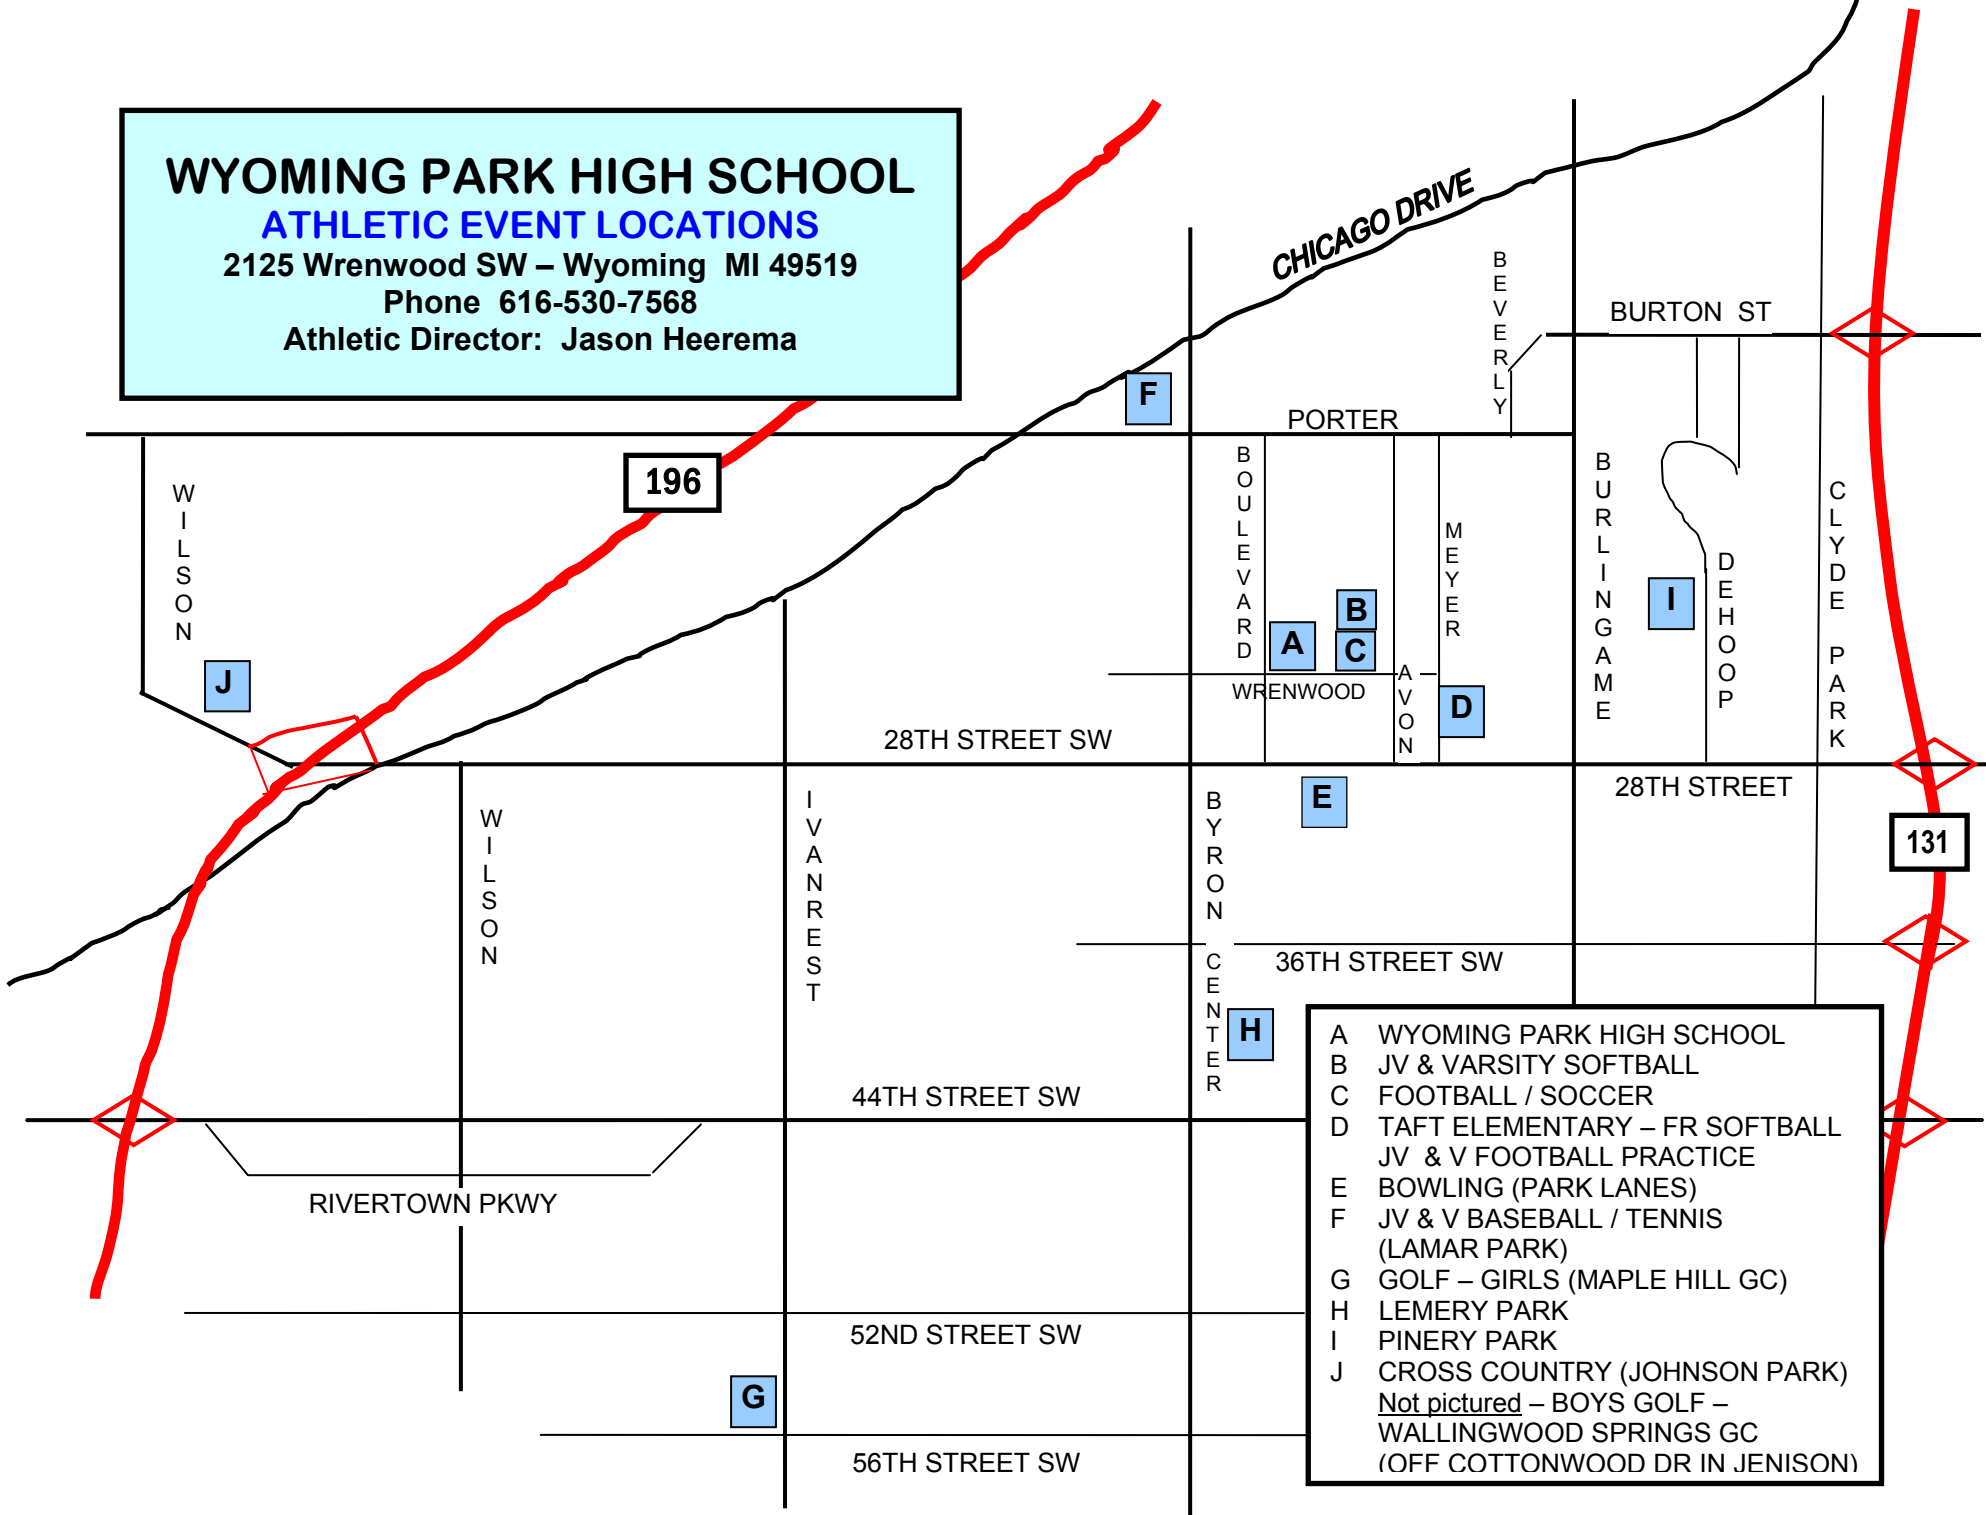 WYOMING PARK HIGH SCHOOL
ATHLETIC EVENT LOCATIONS
2125 Wrenwood SW – Wyoming  MI 49519
Phone  616-530-7568
Athletic Director:  Jason Heerema
CHICAGO DRIVE
BEVERLY
BURTON  ST
F
PORTER
196
WILSON
BOULEVARD
MEYER
BURLINGAME
DEHOOP
CLYDE PARK
B
I
A
C
J
WRENWOOD
AVON
D
28TH STREET SW
28TH STREET
E
131
WILSON
IVANREST
BYRON CENTER
36TH STREET SW
H
44TH STREET SW
RIVERTOWN PKWY
52ND STREET SW
G
56TH STREET SW
A WYOMING PARK HIGH SCHOOL
B JV & VARSITY SOFTBALL
C FOOTBALL / SOCCER
D TAFT ELEMENTARY – FR SOFTBALL
JV  & V FOOTBALL PRACTICE
E BOWLING (PARK LANES)
F JV & V BASEBALL / TENNIS
(LAMAR PARK)
G GOLF – GIRLS (MAPLE HILL GC)
H LEMERY PARK
I PINERY PARK
J CROSS COUNTRY (JOHNSON PARK)
Not pictured – BOYS GOLF –
WALLINGWOOD SPRINGS GC
(OFF COTTONWOOD DR IN JENISON)